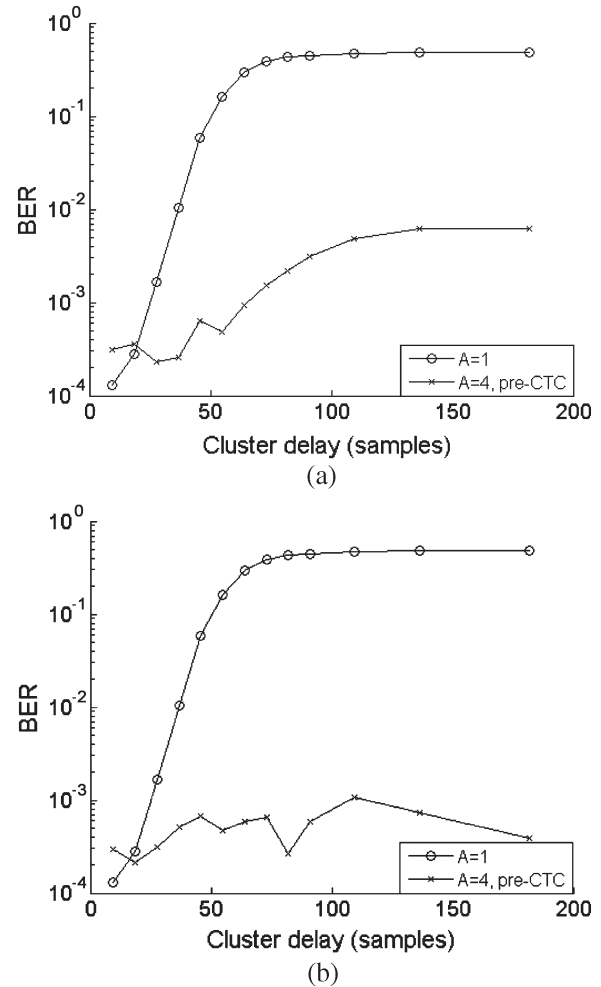 10^0
10^-1
10^-2
10^-3
10^-4
BER
A=1
A=4, pre-CTC
0 50 100 150 200
Cluster delay (samples)
(a)
10^0
10^-1
10^-2
10^-3
10^-4
BER
A=1
A=4, pre-CTC
0 50 100 150 200
Cluster delay (samples)
(b)